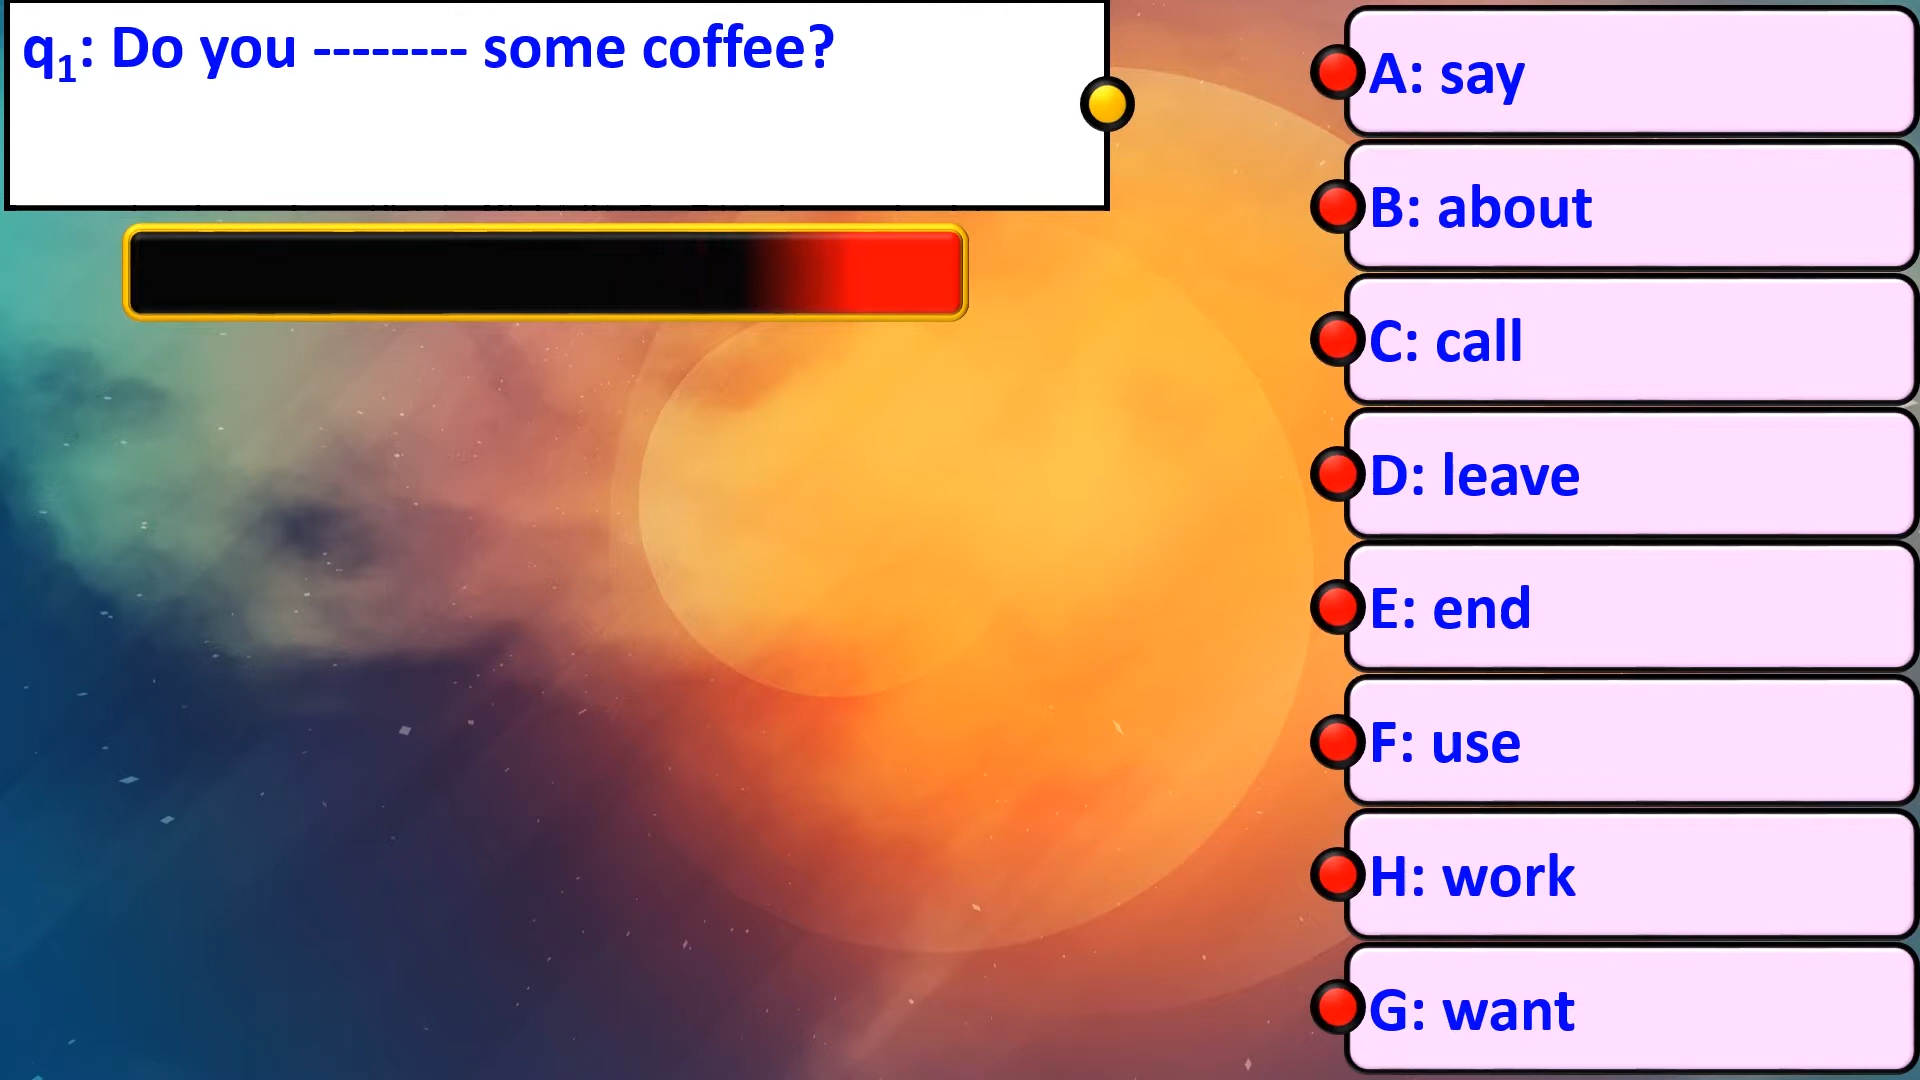 q1: Do you -------- some coffee?
A: say
B: about
C: call
D: leave
E: end
F: use
H: work
G: want